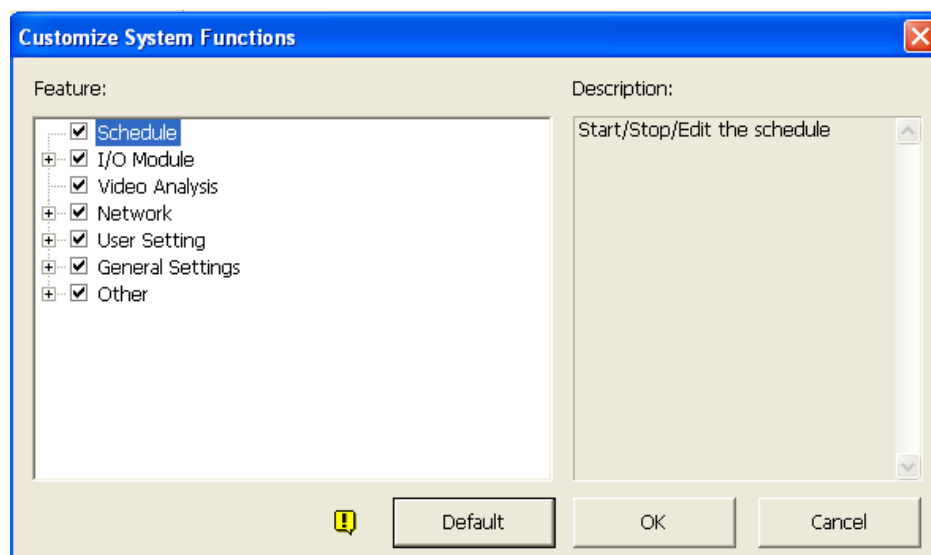 Customize System Functions
Feature:
Description:
Schedule
I/O Module
Video Analysis
Network
User Setting
General Settings
Other
Start/Stop/Edit the schedule
Default
OK
Cancel